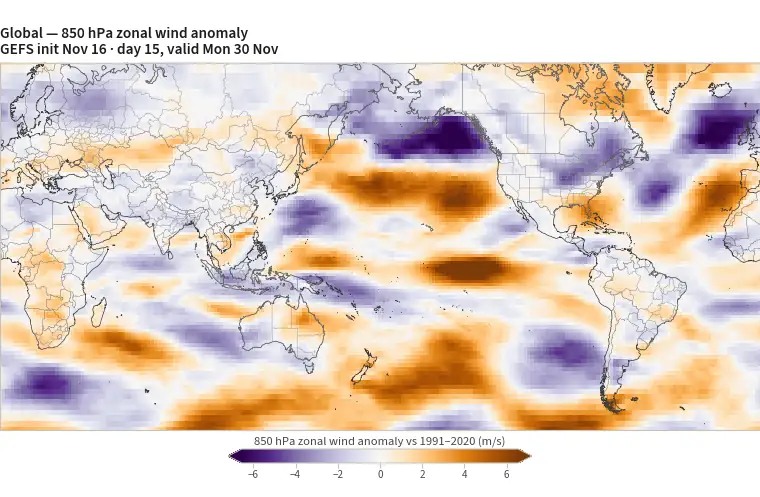 Global — 850 hPa zonal wind anomaly
GEFS init Nov 16 · day 15, valid Mon 30 Nov
850 hPa zonal wind anomaly vs 1991–2020 (m/s)
−6 −4 −2 0 2 4 6